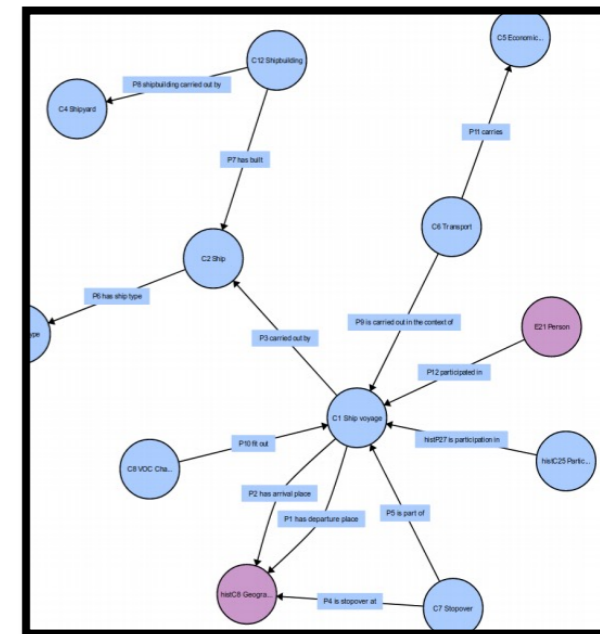 C5 Economic...
C12 Shipbuilding
P8 shipbuilding carried out by
C4 Shipyard
P11 carries
P7 has built
C6 Transport
C2 Ship
P6 has ship type
ype
P9 is carried out in the context of
E21 Person
P3 carried out by
P12 participated in
C1 Ship voyage
P10 fit out
histP27 is participation in
C8 VOC Cha...
histC25 Partic...
P2 has arrival place
P1 has departure place
P5 is part of
histC8 Geogra...
P4 is stopover at
C7 Stopover